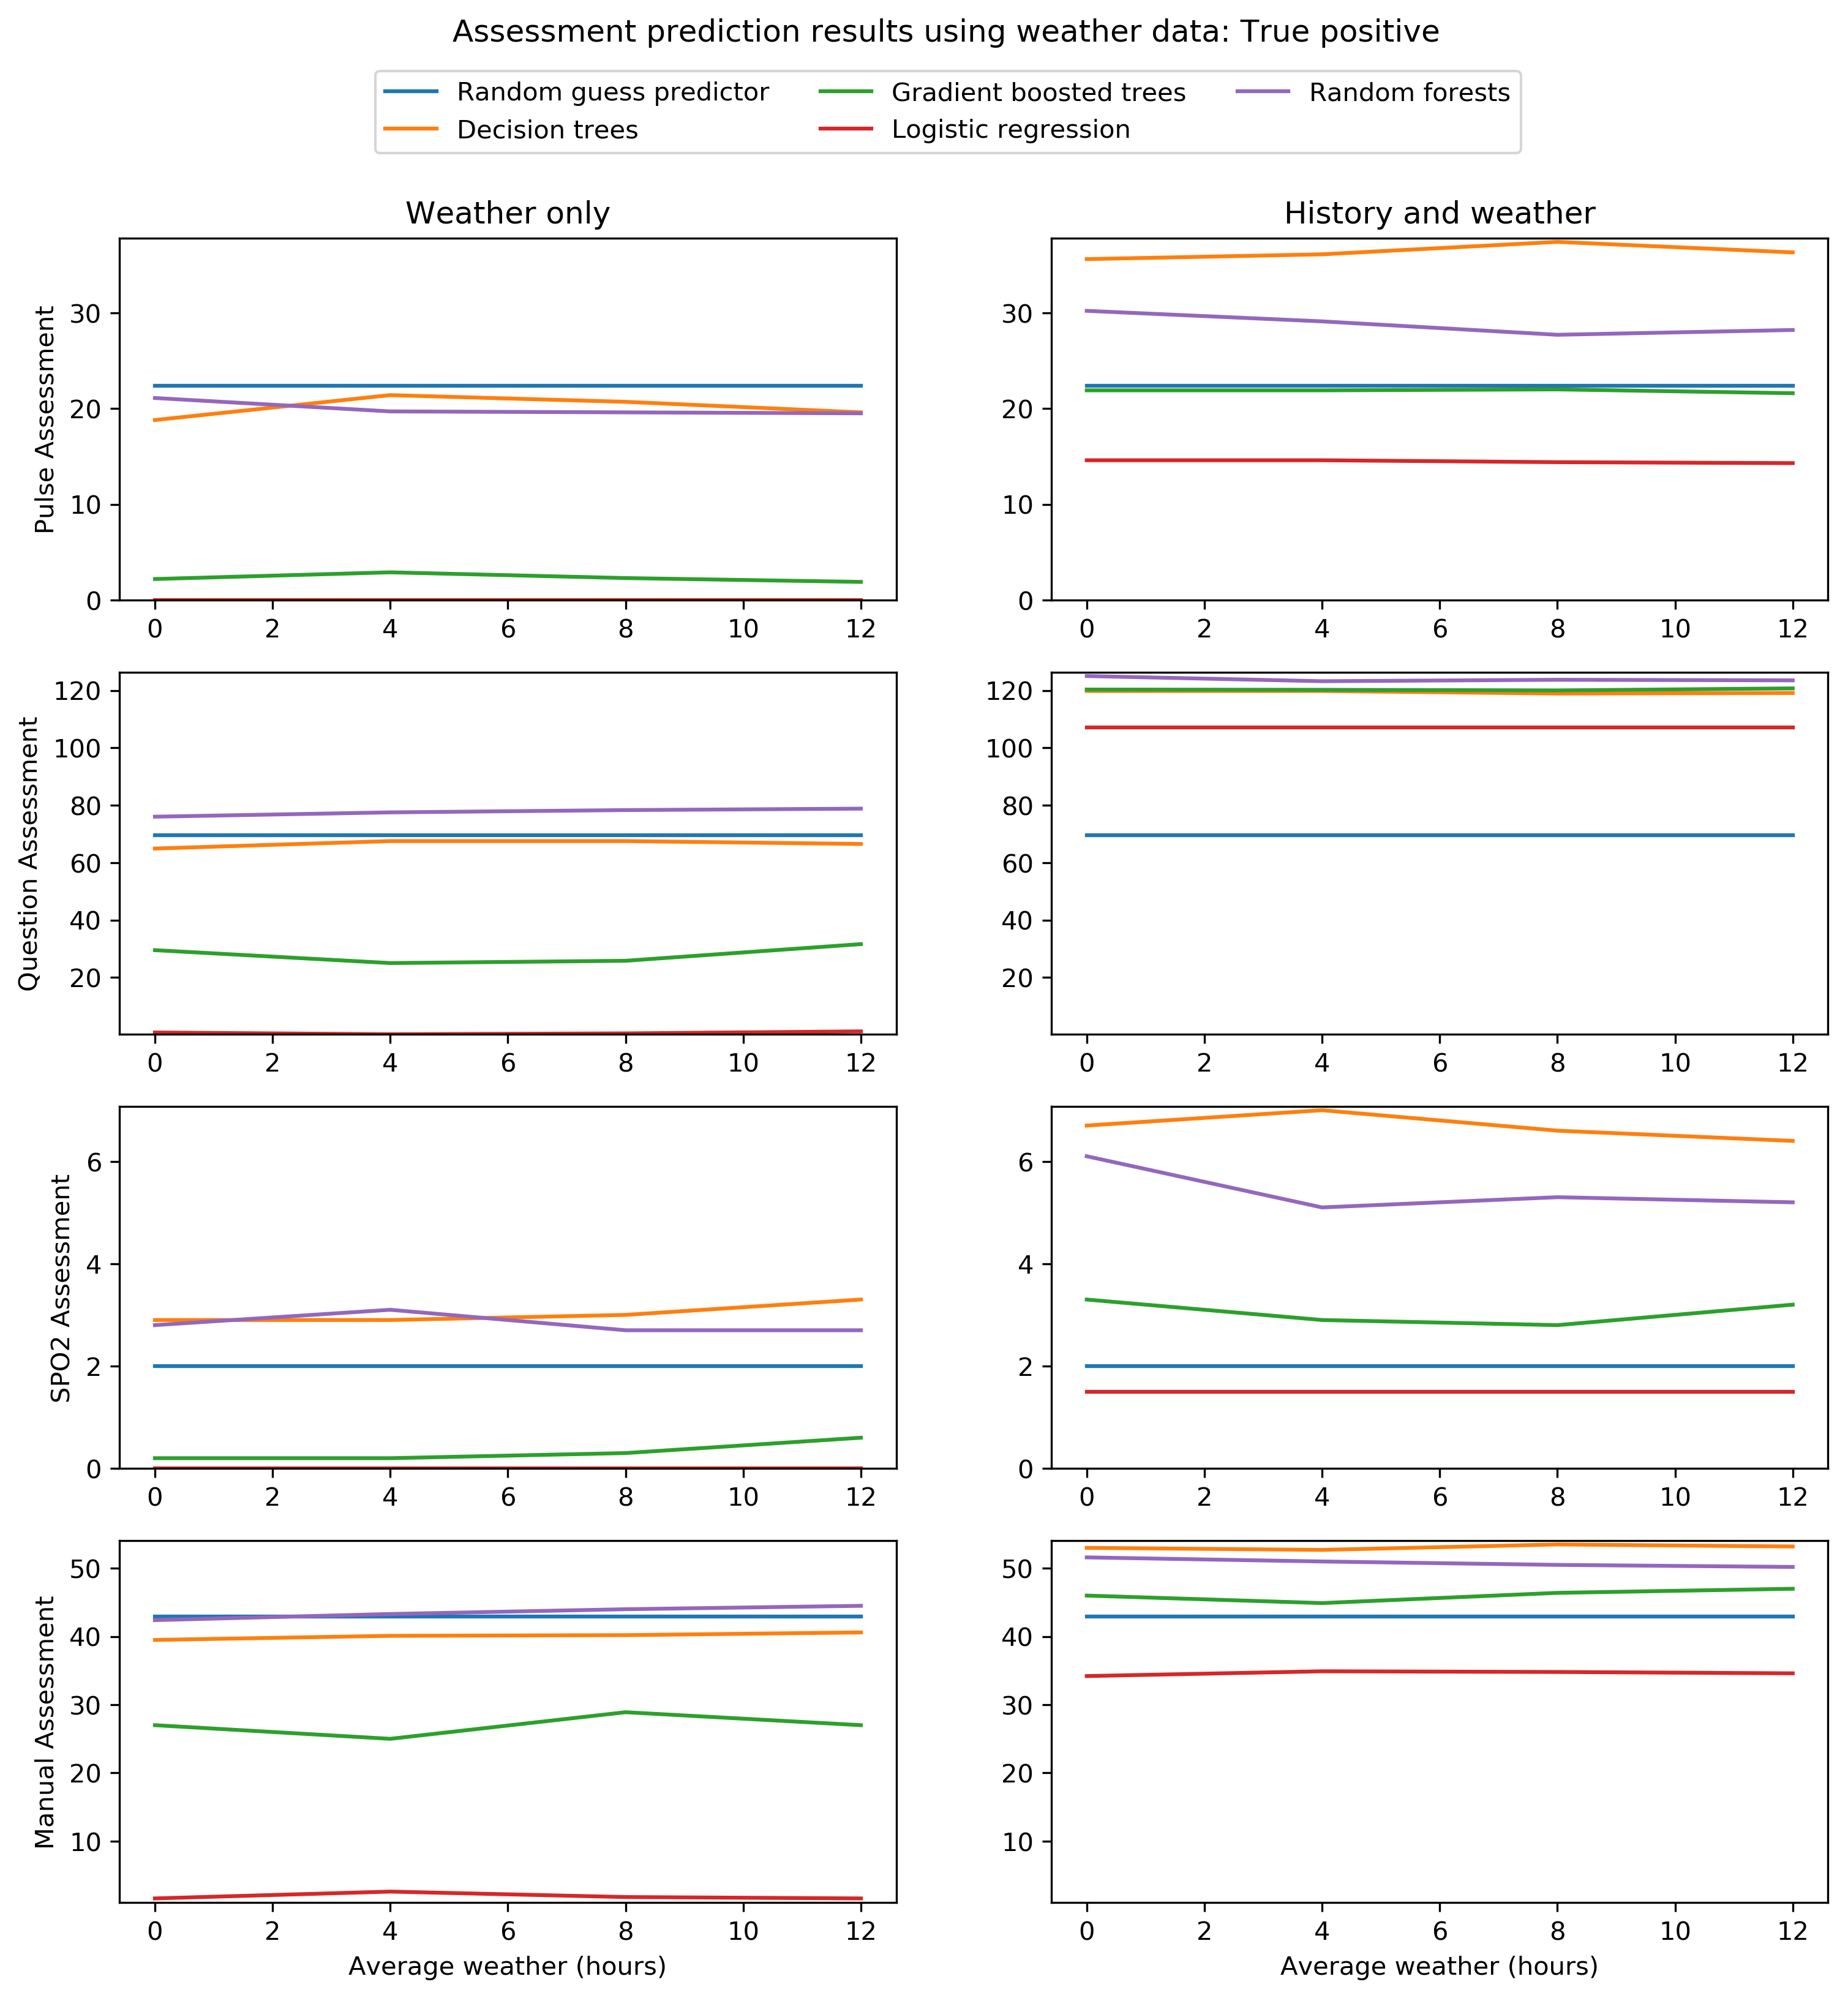 Assessment prediction results using weather data: True positive
Random guess predictor
Decision trees
Gradient boosted trees
Logistic regression
Random forests
Weather only
History and weather
Pulse Assessment
30
20
10
0
0 2 4 6 8 10 12
30
20
10
0
0 2 4 6 8 10 12
Question Assessment
120
100
80
60
40
20
0 2 4 6 8 10 12
120
100
80
60
40
20
0 2 4 6 8 10 12
SPO2 Assessment
6
4
2
0
0 2 4 6 8 10 12
6
4
2
0
0 2 4 6 8 10 12
Manual Assessment
50
40
30
20
10
0 2 4 6 8 10 12
Average weather (hours)
50
40
30
20
10
0 2 4 6 8 10 12
Average weather (hours)